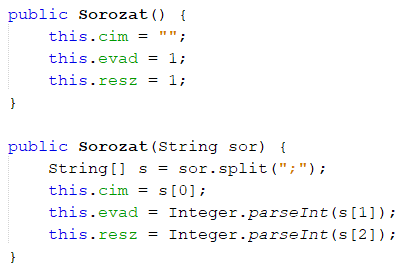 public Sorozat() {
    this.cim = "";
    this.evad = 1;
    this.resz = 1;
}

public Sorozat(String sor) {
    String[] s = sor.split(";");
    this.cim = s[0];
    this.evad = Integer.parseInt(s[1]);
    this.resz = Integer.parseInt(s[2]);
}